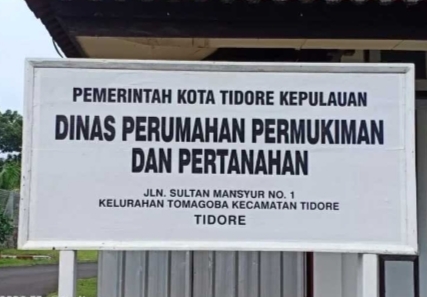 PEMERINTAH KOTA TIDORE KEPULAUAN
DINAS PERUMAHAN PERMUKIMAN
DAN PERTANAHAN
JLN. SULTAN MANSYUR NO. 1
KELURAHAN TOMAGOBA KECAMATAN TIDORE
TIDORE